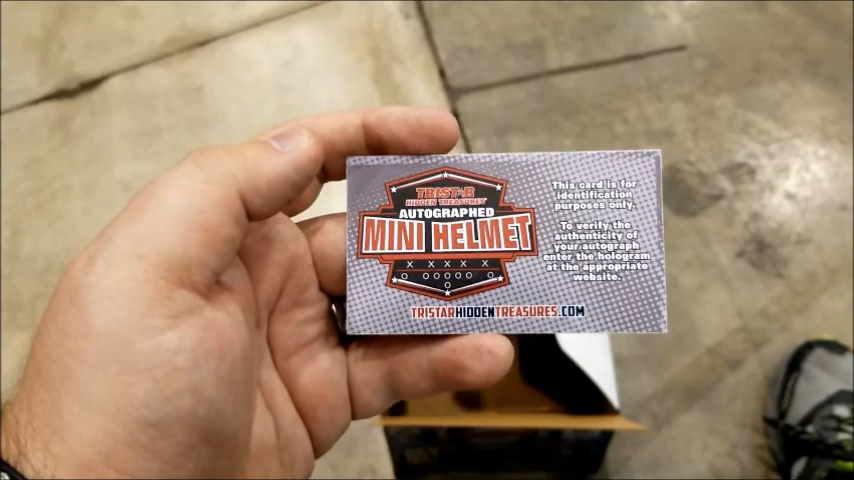 TRISTAR
HIDDEN TREASURES
AUTOGRAPHED
MINI HELMET
X X X X X
O OOOOO O
O
TRISTARHIDDENTREASURES.COM
This card is for
identification
purposes only.
To verify the
authenticity of
your autograph
enter the hologram
at the appropriate
website.